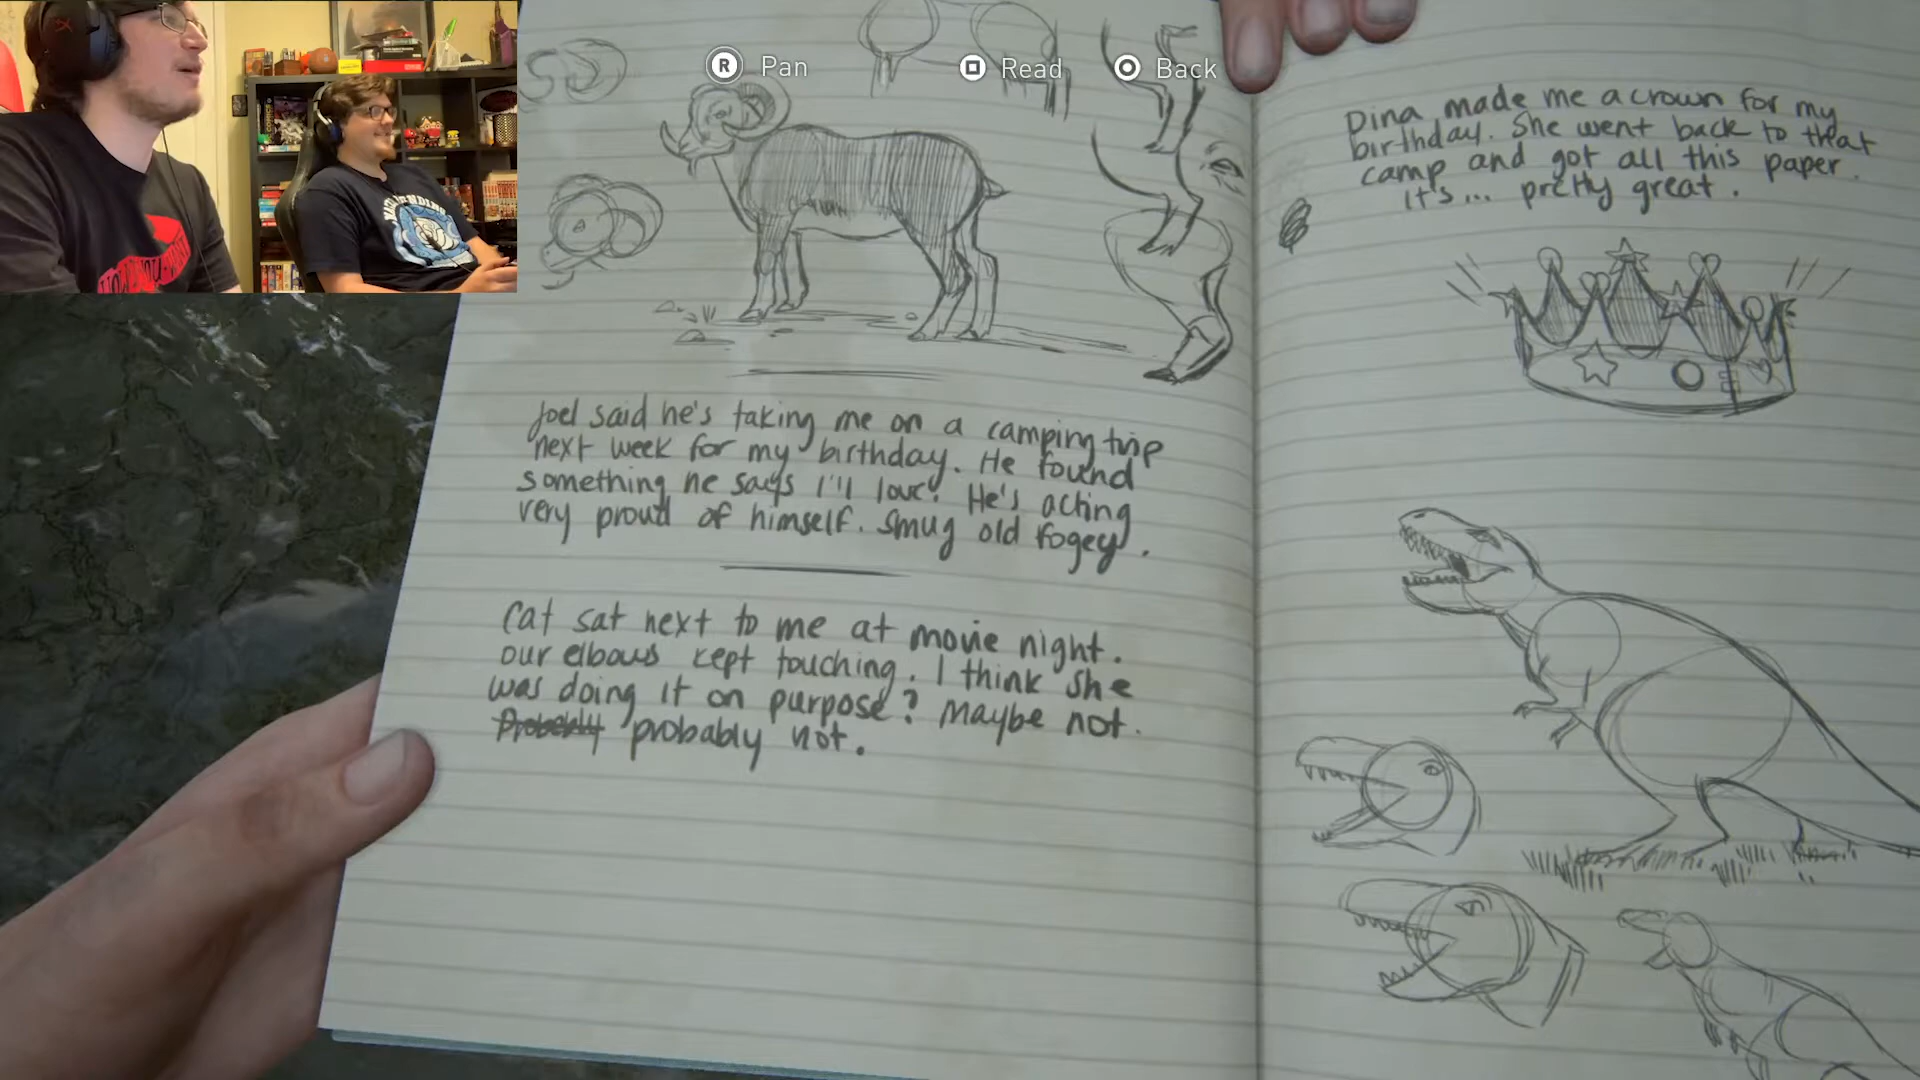 R Pan
Read
Back
Joel said he's taking me on a camping trip
next week for my birthday. He found
something he says I'll love. He's acting
very proud of himself. Smug old fogey.
Cat sat next to me at movie night.
our elbows kept touching. I think she
was doing it on purpose? Maybe not.
Probably probably not.
Dina made me a crown for my
birthday. She went back to that
camp and got all this paper.
It's... pretty great.